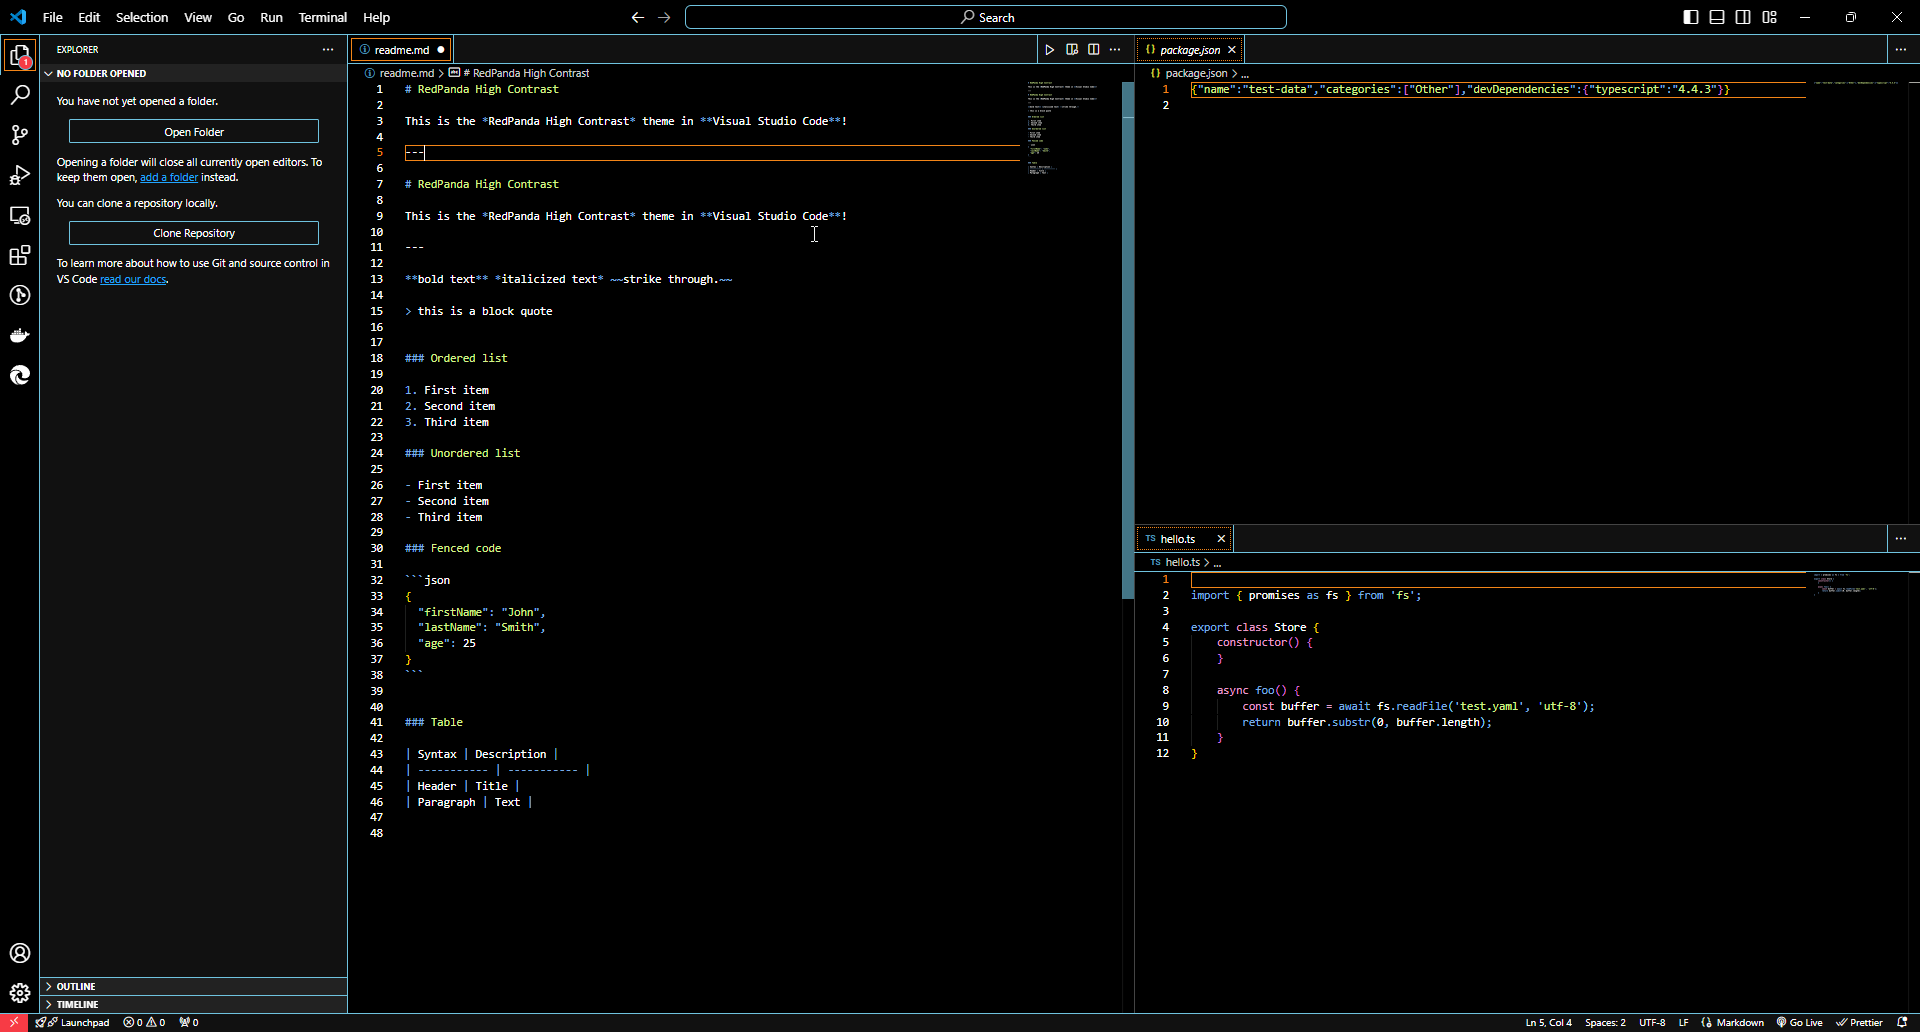 File Edit Selection View Go Run Terminal Help
Search
EXPLORER
NO FOLDER OPENED
You have not yet opened a folder.
Open Folder
Opening a folder will close all currently open editors. To
keep them open, add a folder instead.
You can clone a repository locally.
Clone Repository
To learn more about how to use Git and source control in
VS Code read our docs.
OUTLINE
TIMELINE
1
readme.md
readme.md > # RedPanda High Contrast
1 # RedPanda High Contrast
2
3 This is the *RedPanda High Contrast* theme in **Visual Studio Code**!
4
5 ---
6
7 # RedPanda High Contrast
8
9 This is the *RedPanda High Contrast* theme in **Visual Studio Code**!
10
11 ---
12
13 **bold text** *italicized text* ~~strike through.~~
14
15 > this is a block quote
16
17
18 ### Ordered list
19
20 1. First item
21 2. Second item
22 3. Third item
23
24 ### Unordered list
25
26 - First item
27 - Second item
28 - Third item
29
30 ### Fenced code
31
32 ```json
33 {
34 "firstName": "John",
35 "lastName": "Smith",
36 "age": 25
37 }
38 ```
39
40
41 ### Table
42
43 | Syntax | Description |
44 | ----------- | ----------- |
45 | Header | Title |
46 | Paragraph | Text |
47
48
{} package.json
{} package.json > ...
1 {"name":"test-data","categories":["Other"],"devDependencies":{"typescript":"4.4.3"}}
2
TS hello.ts
TS hello.ts > ...
1
2 import { promises as fs } from 'fs';
3
4 export class Store {
5 constructor() {
6 }
7
8 async foo() {
9 const buffer = await fs.readFile('test.yaml', 'utf-8');
10 return buffer.substr(0, buffer.length);
11 }
12 }
Launchpad 0 0 0
Ln 5, Col 4 Spaces: 2 UTF-8 LF Markdown Go Live Prettier